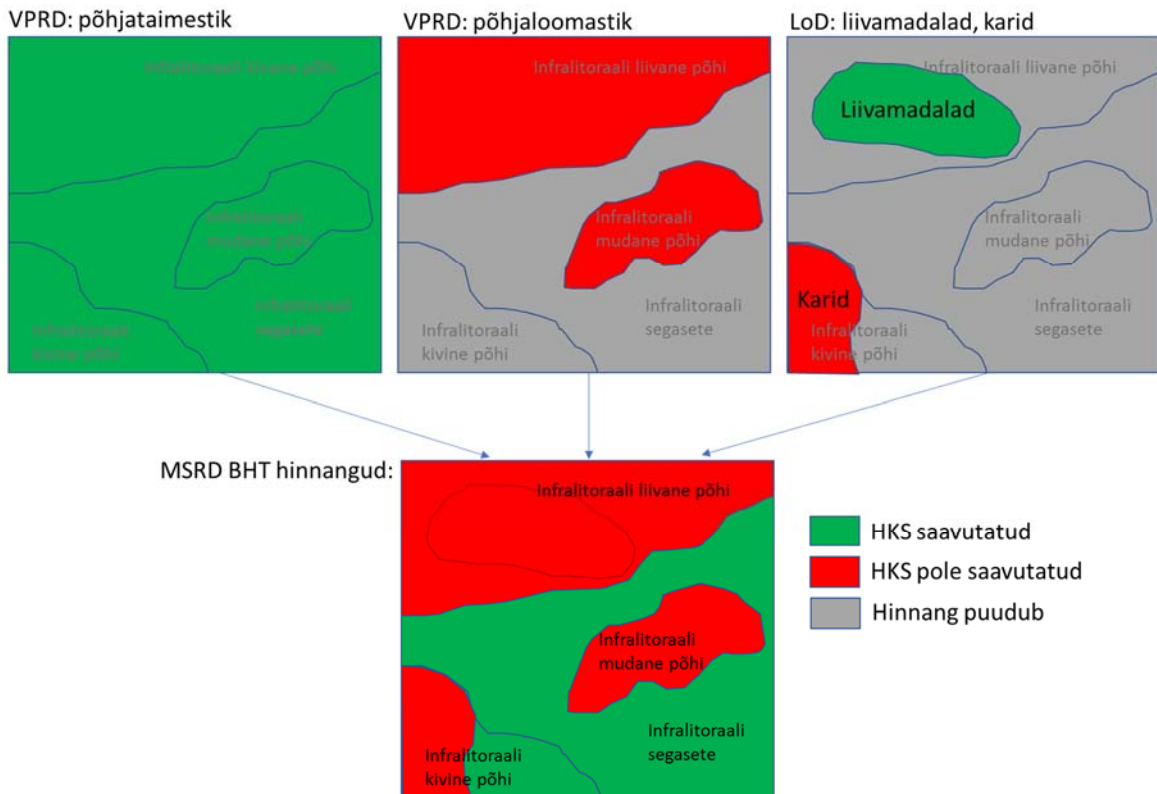 VPRD: põhjataimestik
Infralitoraali liivane põhi
Infralitoraali
mudane põhi
Infralitoraali
segasete
Infralitoraali
kivine põhi
VPRD: põhjaloomastik
Infralitoraali liivane põhi
Infralitoraali
mudane põhi
Infralitoraali
segasete
Infralitoraali
kivine põhi
LoD: liivamadalad, karid
Infralitoraali liivane põhi
Liivamadalad
Infralitoraali
mudane põhi
Karid
Infralitoraali
segasete
Infralitoraali
kivine põhi
MSRD BHT hinnangud:
Infralitoraali liivane põhi
Infralitoraali
mudane põhi
Infralitoraali
segasete
Infralitoraali
kivine põhi
HKS saavutatud
HKS pole saavutatud
Hinnang puudub